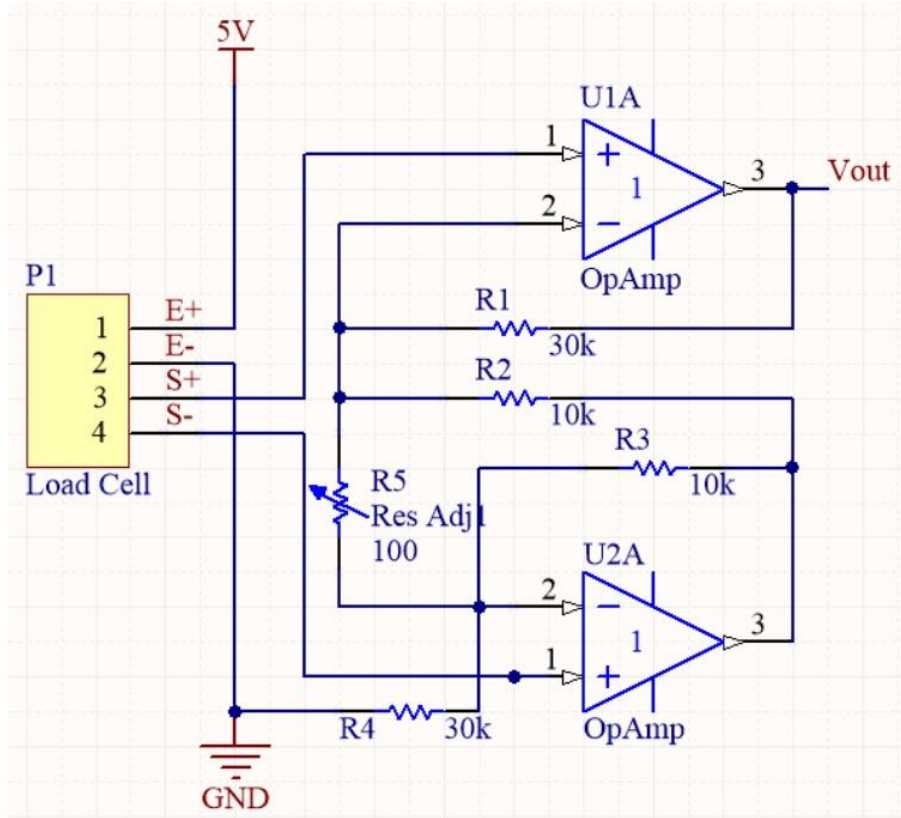 5V
U1A
1
+
1
3
Vout
2
−
OpAmp
P1
1
E+
2
E-
3
S+
4
S-
Load Cell
R1
30k
R2
10k
R3
10k
R5
Res Adj1
100
U2A
2
−
1
3
1
+
OpAmp
R4
30k
GND